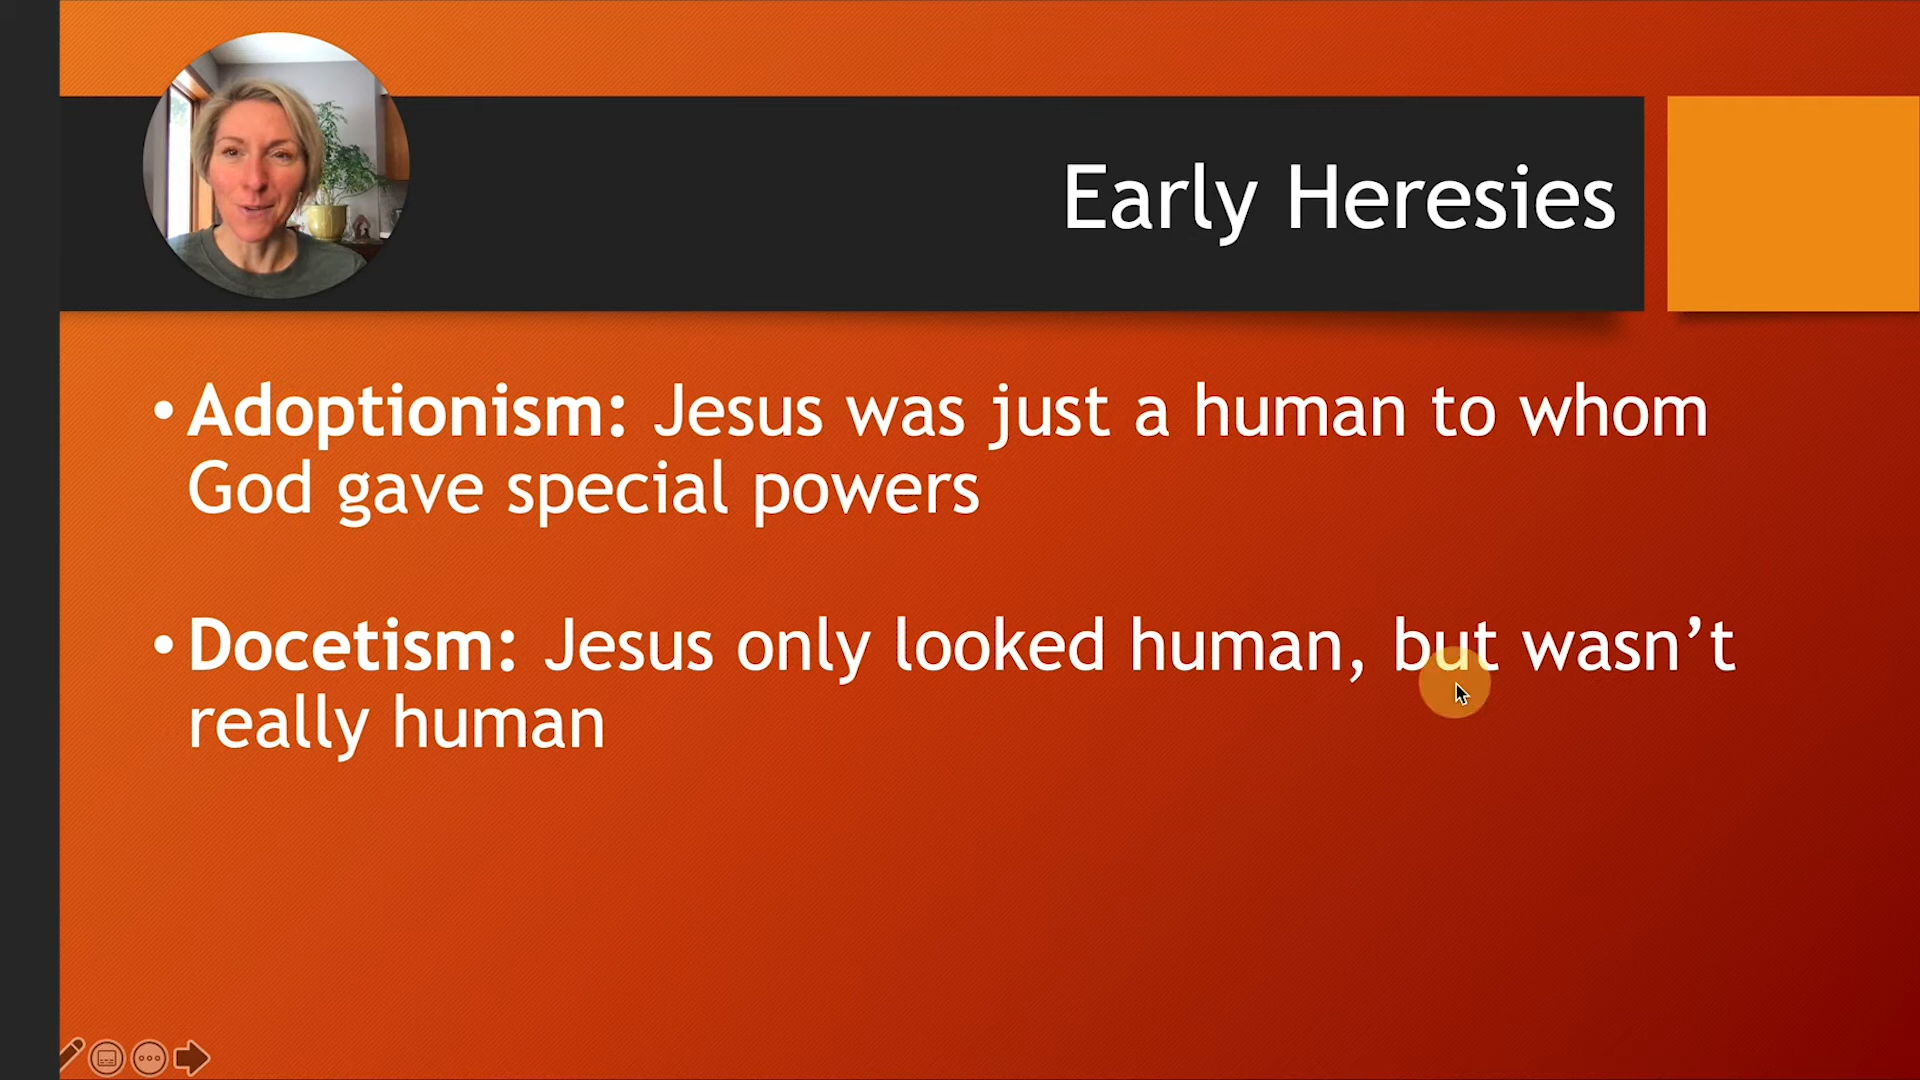 Early Heresies
• Adoptionism: Jesus was just a human to whom
God gave special powers
• Docetism: Jesus only looked human, but wasn’t
really human